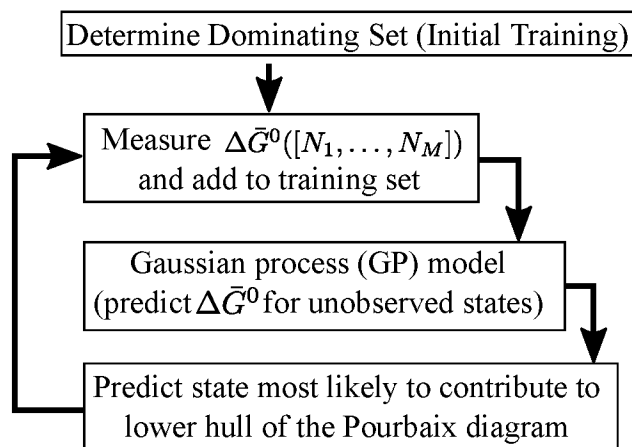 Determine Dominating Set (Initial Training)
Measure ΔḠ⁰([N₁, . . . , N_M])
and add to training set
Gaussian process (GP) model
(predict ΔḠ⁰ for unobserved states)
Predict state most likely to contribute to
lower hull of the Pourbaix diagram